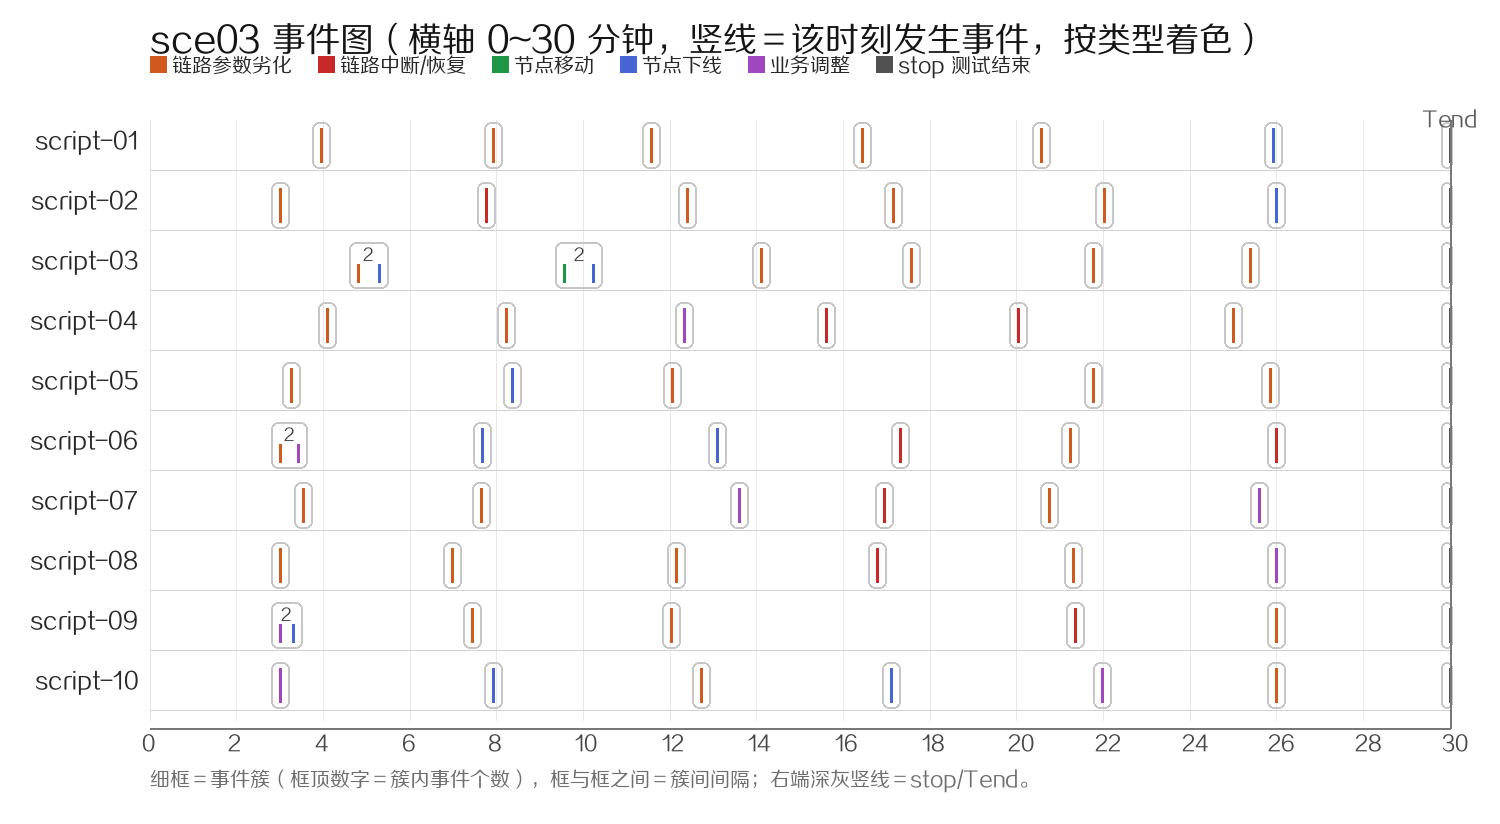 sce03 事件图（横轴 0~30 分钟，竖线＝该时刻发生事件，按类型着色）
链路参数劣化 链路中断/恢复 节点移动 节点下线 业务调整 stop 测试结束
Tend
script-01
script-02
script-03 2 2
script-04
script-05
script-06 2
script-07
script-08
script-09 2
script-10
0 2 4 6 8 10 12 14 16 18 20 22 24 26 28 30
细框＝事件簇（框顶数字＝簇内事件个数），框与框之间＝簇间间隔；右端深灰竖线＝stop/Tend。